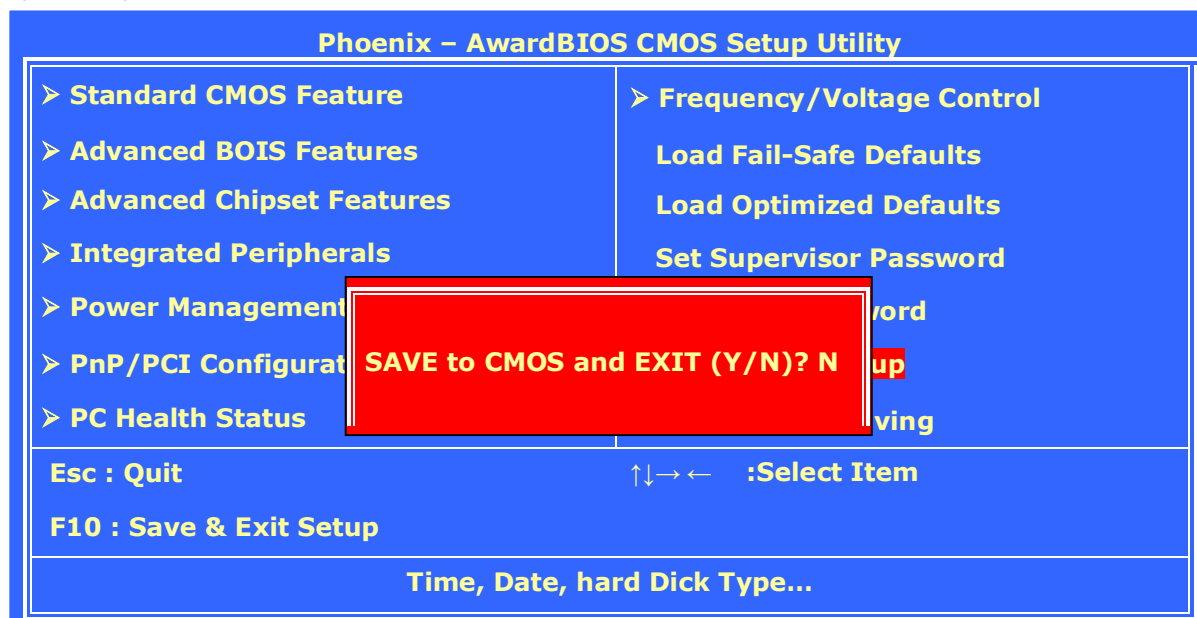 Phoenix – AwardBIOS CMOS Setup Utility
➢ Standard CMOS Feature
➢ Advanced BOIS Features
➢ Advanced Chipset Features
➢ Integrated Peripherals
➢ Power Management
➢ PnP/PCI Configurat
➢ PC Health Status
➢ Frequency/Voltage Control
Load Fail-Safe Defaults
Load Optimized Defaults
Set Supervisor Password
word
up
ving
SAVE to CMOS and EXIT (Y/N)? N
Esc : Quit
↑↓→← :Select Item
F10 : Save & Exit Setup
Time, Date, hard Dick Type...